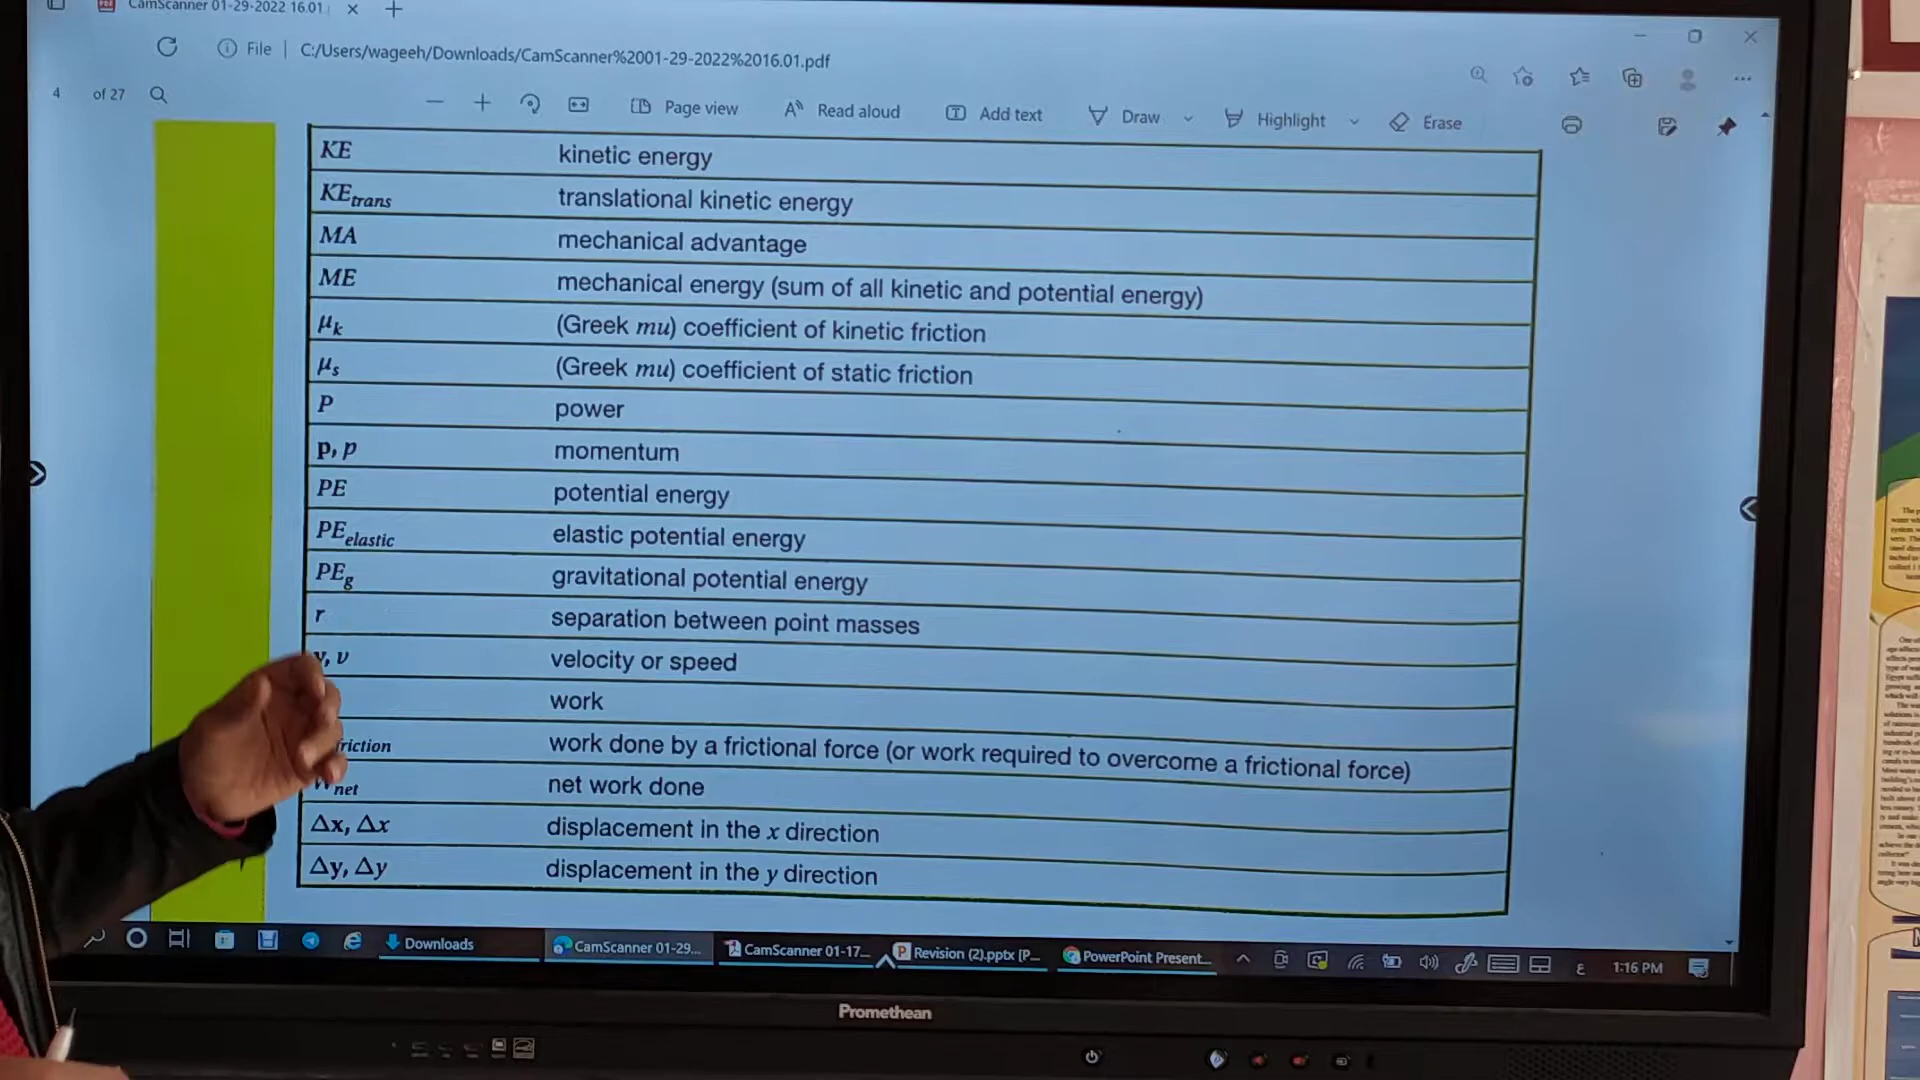 CamScanner 01-29-2022 16.01
File | C:/Users/wageeh/Downloads/CamScanner%2001-29-2022%2016.01.pdf
4 of 27
Page view
Read aloud
Add text
Draw
Highlight
Erase
KE kinetic energy
KEtrans translational kinetic energy
MA mechanical advantage
ME mechanical energy (sum of all kinetic and potential energy)
μk (Greek mu) coefficient of kinetic friction
μs (Greek mu) coefficient of static friction
P power
p, p momentum
PE potential energy
PEelastic elastic potential energy
PEg gravitational potential energy
r separation between point masses
v, v velocity or speed
work
friction work done by a frictional force (or work required to overcome a frictional force)
Wnet net work done
Δx, Δx displacement in the x direction
Δy, Δy displacement in the y direction
Downloads
CamScanner 01-29...
CamScanner 01-17...
Revision (2).pptx [P...
PowerPoint Present...
ع
1:16 PM
Promethean